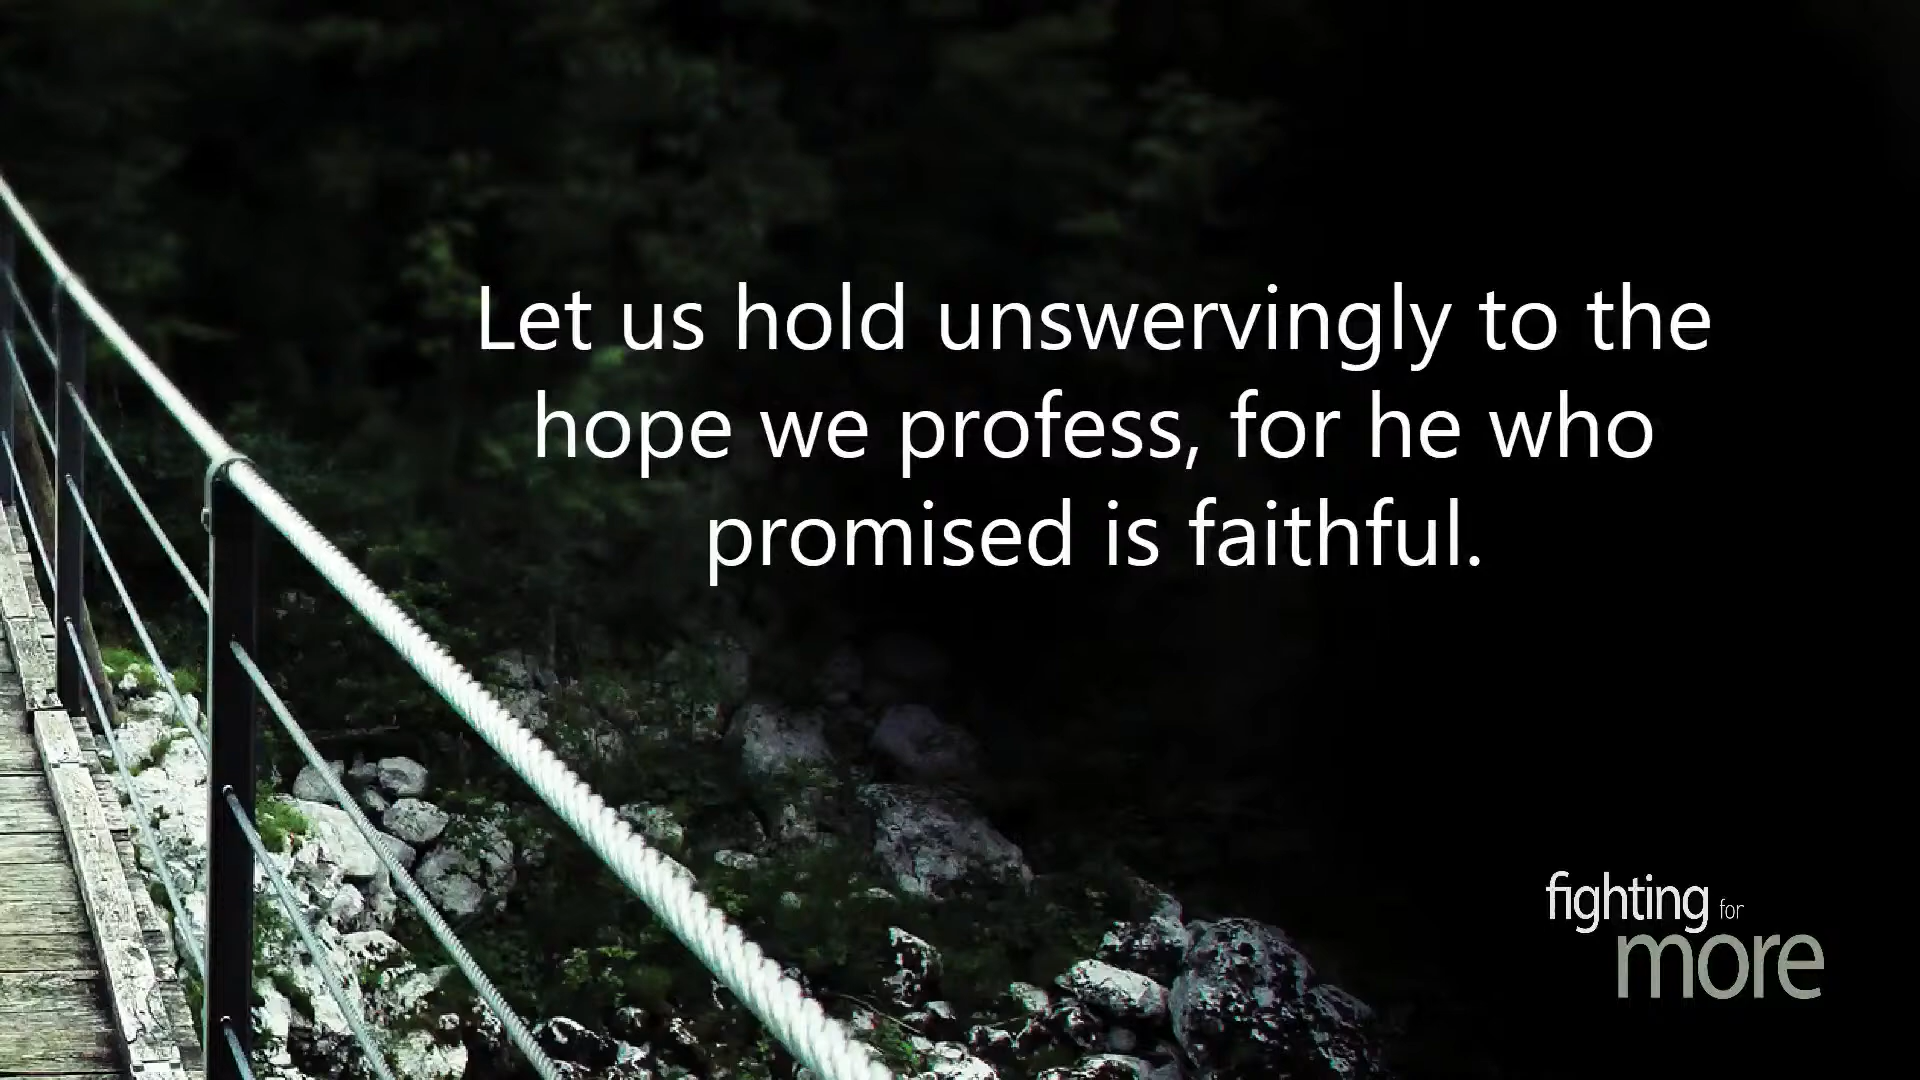 Let us hold unswervingly to the
hope we profess, for he who
promised is faithful.
fighting for
more